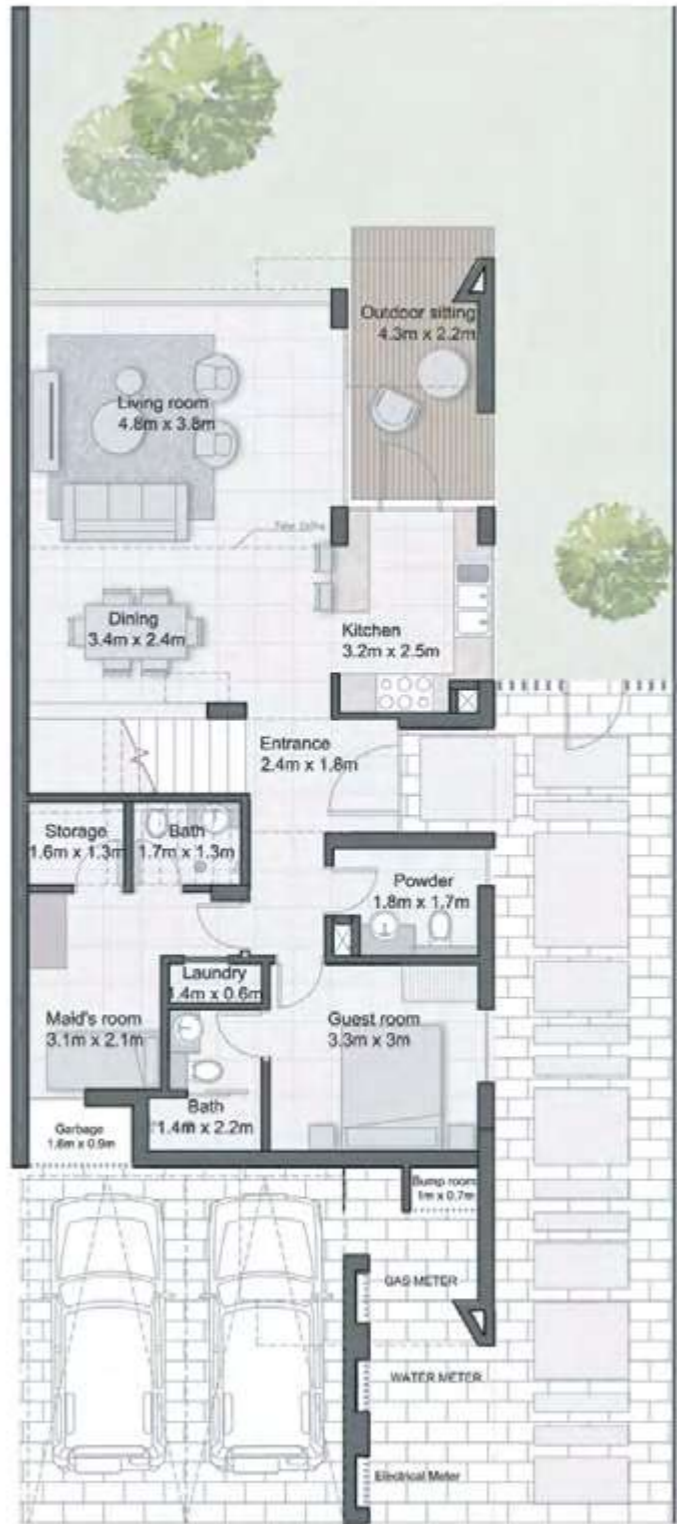 Outdoor sitting
4.3m x 2.2m
Living room
4.8m x 3.8m
Dining
3.4m x 2.4m
Kitchen
3.2m x 2.5m
Entrance
2.4m x 1.8m
Storage
1.6m x 1.3m
Bath
1.7m x 1.3m
Powder
1.8m x 1.7m
Laundry
1.4m x 0.6m
Maid's room
3.1m x 2.1m
Guest room
3.3m x 3m
Bath
1.4m x 2.2m
Garbage
1.6m x 0.9m
Bump room
1m x 0.7m
GAS METER
WATER METER
Electrical Meter